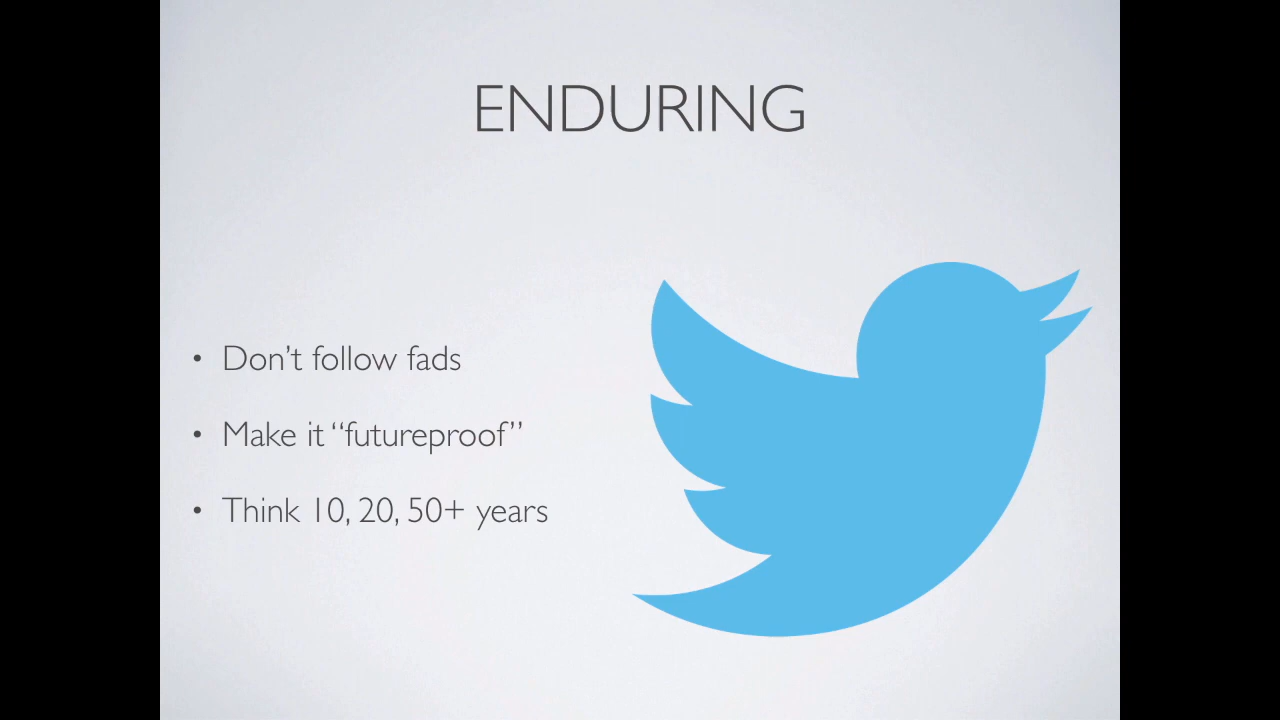 ENDURING
• Don’t follow fads
• Make it “futureproof”
• Think 10, 20, 50+ years